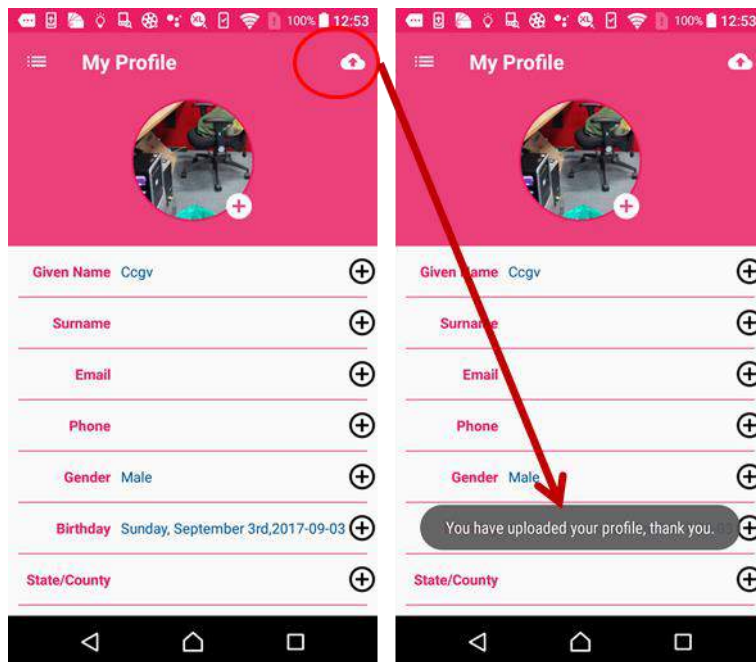 100% 12:53
My Profile
Given Name Ccgv
Surname
Email
Phone
Gender Male
Birthday Sunday, September 3rd,2017-09-03
State/County
100% 12:53
My Profile
Given Name Ccgv
Surname
Email
Phone
Gender Male
You have uploaded your profile, thank you.
State/County